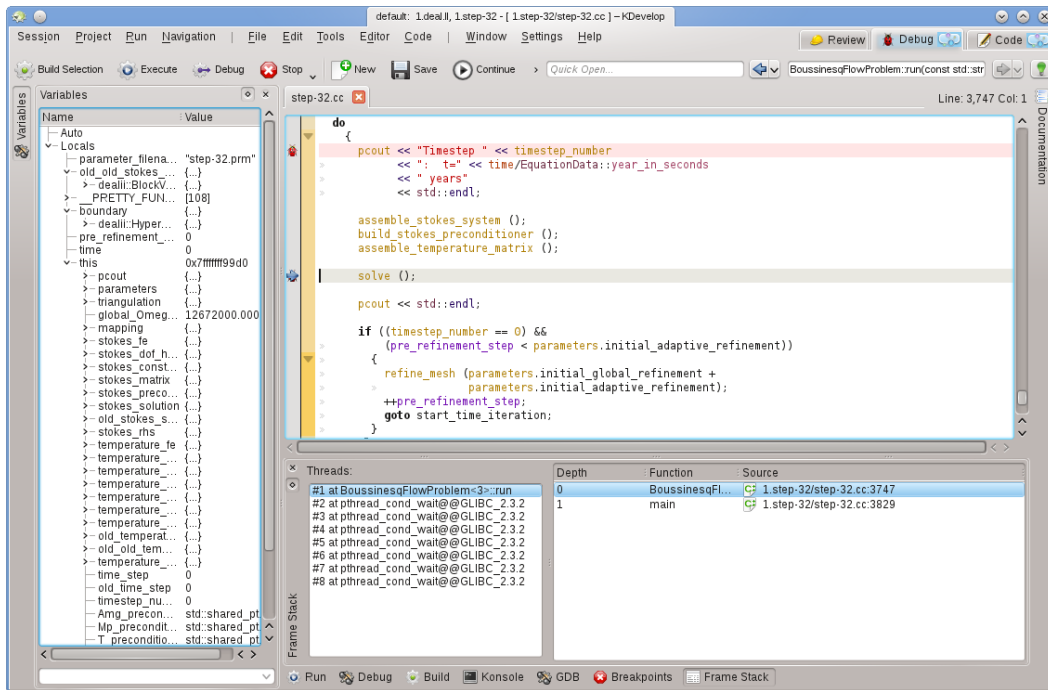 default: 1.deal.II, 1.step-32 - [ 1.step-32/step-32.cc ] – KDevelop
Session Project Run Navigation | File Edit Tools Editor Code | Window Settings Help
Review Debug Code
Build Selection Execute Debug Stop New Save Continue Quick Open... BoussinesqFlowProblem::run(const std::str
Variables
Variables
Name Value
Auto
Locals
parameter_filena... "step-32.prm"
old_old_stokes_... {...}
dealii::BlockV... {...}
__PRETTY_FUN... [108]
boundary {...}
dealii::Hyper... {...}
pre_refinement_... 0
time 0
this 0x7fffffff99d0
pcout {...}
parameters {...}
triangulation {...}
global_Omeg... 12672000.000
mapping {...}
stokes_fe {...}
stokes_dof_h... {...}
stokes_const... {...}
stokes_matrix {...}
stokes_preco... {...}
stokes_solution {...}
old_stokes_s... {...}
stokes_rhs {...}
temperature_fe {...}
temperature_... {...}
temperature_... {...}
temperature_... {...}
temperature_... {...}
temperature_... {...}
temperature_... {...}
old_temperat... {...}
old_old_tem... {...}
temperature_... {...}
time_step 0
old_time_step 0
timestep_nu... 0
Amg_precon... std::shared_pt
Mp_precondit... std::shared_pt
T_preconditio... std::shared_pt
step-32.cc
Line: 3,747 Col: 1
Documentation
do
{
pcout << "Timestep " << timestep_number
<< ":  t=" << time/EquationData::year_in_seconds
<< " years"
<< std::endl;
assemble_stokes_system ();
build_stokes_preconditioner ();
assemble_temperature_matrix ();
solve ();
pcout << std::endl;
if ((timestep_number == 0) &&
(pre_refinement_step < parameters.initial_adaptive_refinement))
{
refine_mesh (parameters.initial_global_refinement +
parameters.initial_adaptive_refinement);
++pre_refinement_step;
goto start_time_iteration;
}
Frame Stack
Threads:
#1 at BoussinesqFlowProblem<3>::run
#2 at pthread_cond_wait@@GLIBC_2.3.2
#3 at pthread_cond_wait@@GLIBC_2.3.2
#4 at pthread_cond_wait@@GLIBC_2.3.2
#5 at pthread_cond_wait@@GLIBC_2.3.2
#6 at pthread_cond_wait@@GLIBC_2.3.2
#7 at pthread_cond_wait@@GLIBC_2.3.2
#8 at pthread_cond_wait@@GLIBC_2.3.2
Depth Function Source
0 BoussinesqFl... 1.step-32/step-32.cc:3747
1 main 1.step-32/step-32.cc:3829
Run Debug Build Konsole GDB Breakpoints Frame Stack